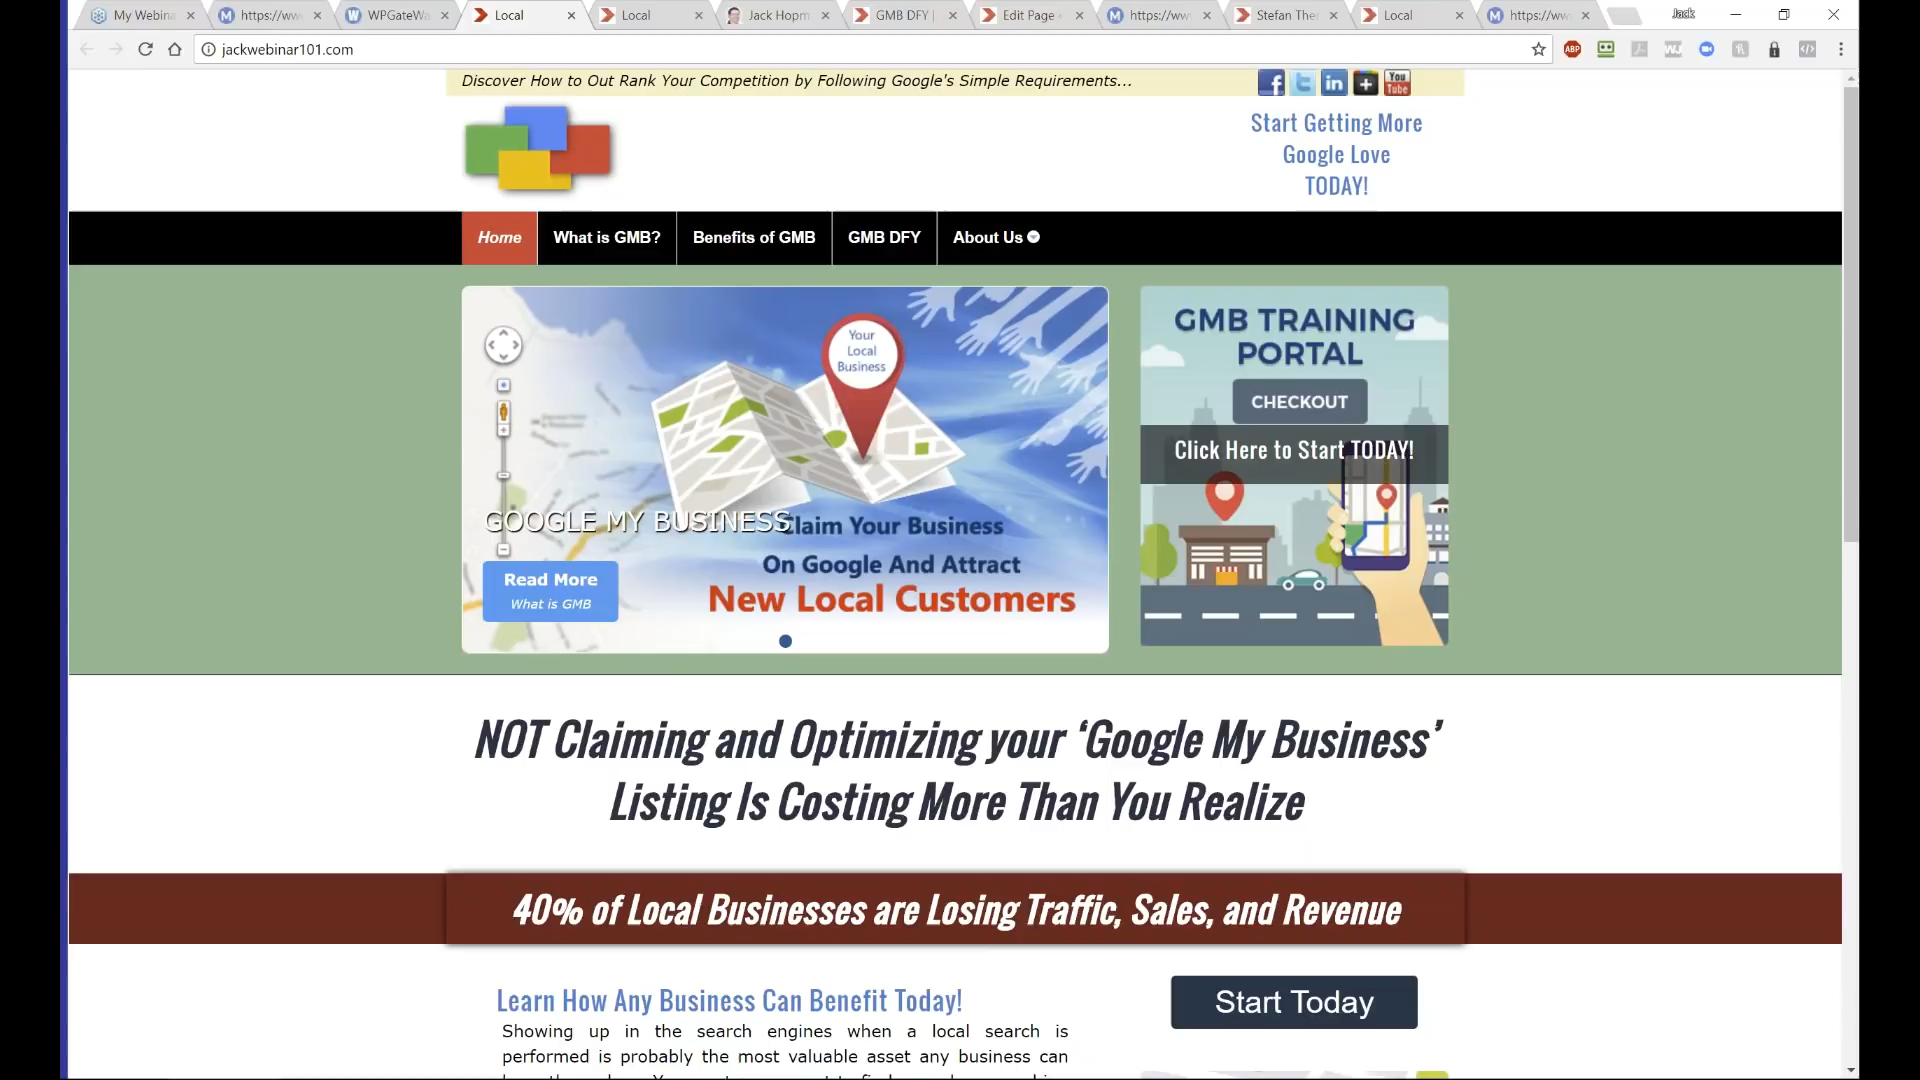 My Webina
https://ww
WPGateWa
Local
Local
Jack Hopm
GMB DFY |
Edit Page
https://ww
Stefan The
Local
https://ww
Jack
jackwebinar101.com
ABP
Discover How to Out Rank Your Competition by Following Google's Simple Requirements...
You
Tube
Start Getting More
Google Love
TODAY!
Home
What is GMB?
Benefits of GMB
GMB DFY
About Us
Your
Local
Business
GOOGLE MY BUSINESS
Claim Your Business
On Google And Attract
New Local Customers
Read More
What is GMB
GMB TRAINING
PORTAL
CHECKOUT
Click Here to Start TODAY!
NOT Claiming and Optimizing your ‘Google My Business’
Listing Is Costing More Than You Realize
40% of Local Businesses are Losing Traffic, Sales, and Revenue
Learn How Any Business Can Benefit Today!
Showing up in the search engines when a local search is
performed is probably the most valuable asset any business can
Start Today